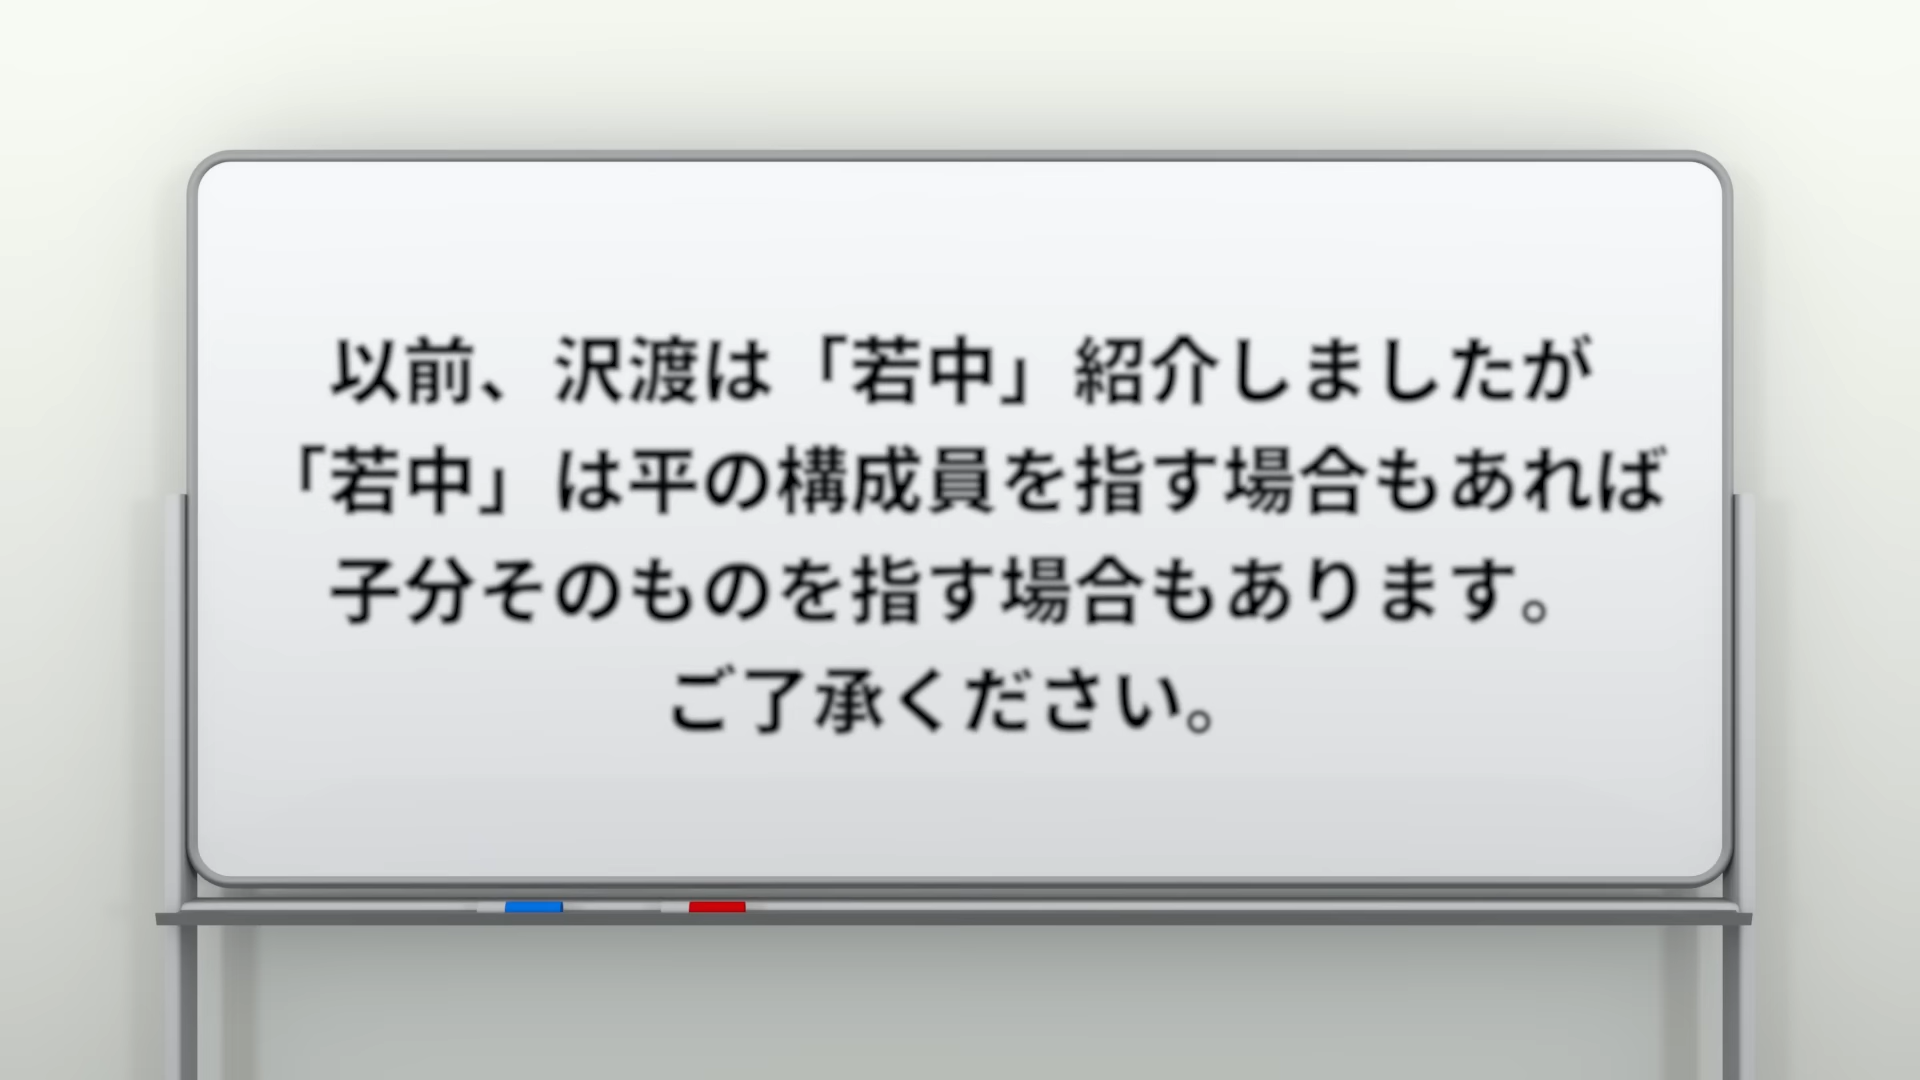 以前、沢渡は「若中」紹介しましたが
「若中」は平の構成員を指す場合もあれば
子分そのものを指す場合もあります。
ご了承ください。